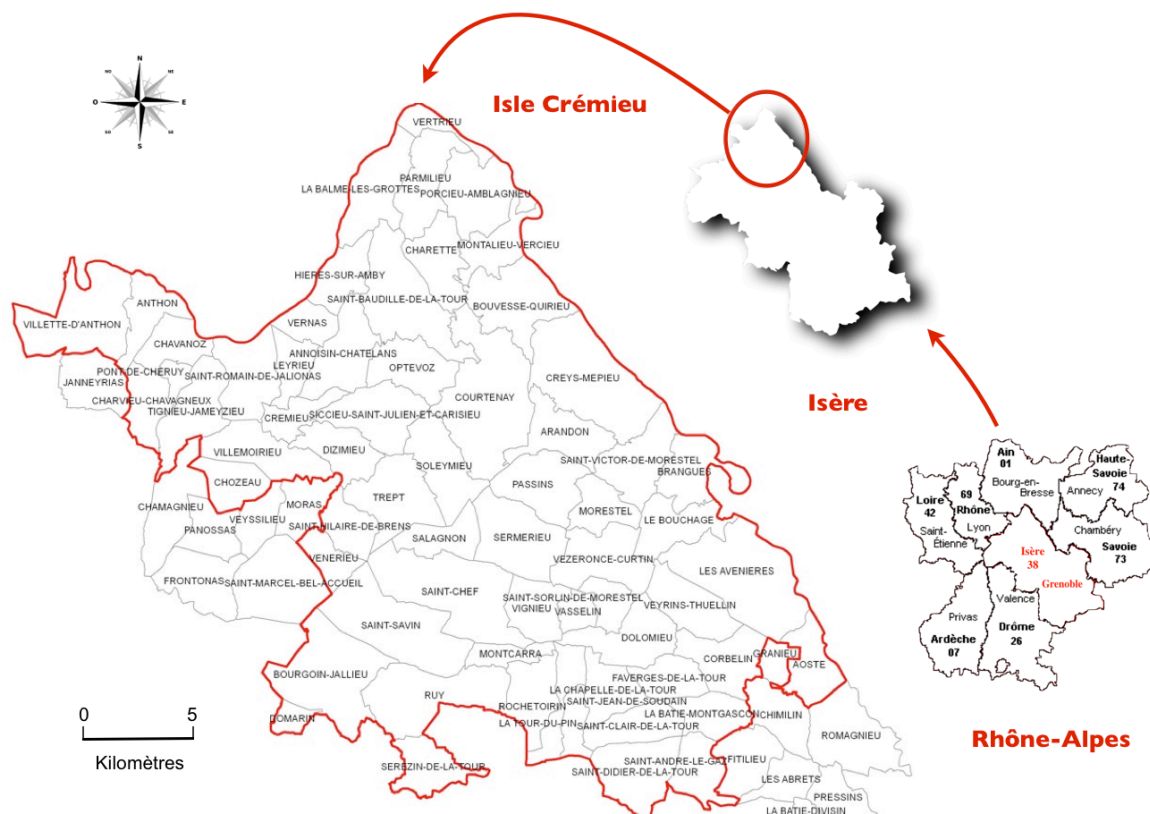 N
NO
NE
O
E
SO
SE
S
Isle Crémieu
VERTRIEU
PARMILIEU
LA BALME-LES-GROTTES
PORCIEU-AMBLAGNIEU
CHARETTE
MONTALIEU-VERCIEU
HIERES-SUR-AMBY
SAINT-BAUDILLE-DE-LA-TOUR
ANTHON
BOUVESSE-QUIRIEU
VILLETTE-D'ANTHON
VERNAS
CHAVANOZ
ANNOISIN-CHATELANS
LEYRIEU
OPTEVOZ
PONT-DE-CHERUY
SAINT-ROMAIN-DE-JALIONAS
JANNEYRIAS
CREYS-MEPIEU
CHARVIEU-CHAVAGNEUX
COURTENAY
TIGNIEU-JAMEYZIEU
CREMIEU
SICCIEU-SAINT-JULIEN-ET-CARISIEU
ARANDON
VILLEMOIRIEU
DIZIMIEU
SAINT-VICTOR-DE-MORESTEL
SOLEYMIEU
BRANGUES
CHOZEAU
PASSINS
TREPT
CHAMAGNIEU
MORAS
MORESTEL
VEYSSILIEU
LE BOUCHAGE
PANOSSAS
SAINT-HILAIRE-DE-BRENS
SALAGNON
SERMERIEU
VENERIEU
VEZERONCE-CURTIN
LES AVENIERES
FRONTONAS
SAINT-MARCEL-BEL-ACCUEIL
SAINT-CHEF
SAINT-SORLIN-DE-MORESTEL
VIGNIEU
VASSELIN
VEYRINS-THUELLIN
SAINT-SAVIN
DOLOMIEU
MONTCARRA
GRANIEU
CORBELIN
AOSTE
BOURGOIN-JALLIEU
FAVERGES-DE-LA-TOUR
LA CHAPELLE-DE-LA-TOUR
RUY
SAINT-JEAN-DE-SOUDAIN
ROCHETOIRIN
LA BATIE-MONTGASCON
CHIMILIN
DOMARIN
LA TOUR-DU-PIN
SAINT-CLAIR-DE-LA-TOUR
ROMAGNIEU
SEREZIN-DE-LA-TOUR
SAINT-ANDRE-LE-GAZ
FITILIEU
SAINT-DIDIER-DE-LA-TOUR
LES ABRETS
PRESSINS
LA BATIE-DIVISIN
0
5
Kilomètres
Isère
Ain
01
Haute-
Savoie
74
Bourg-en-
Bresse
Annecy
Loire
42
69
Rhône
Lyon
Saint-
Étienne
Chambéry
Savoie
73
Isère
38
Grenoble
Valence
Privas
Drôme
26
Ardèche
07
Rhône-Alpes